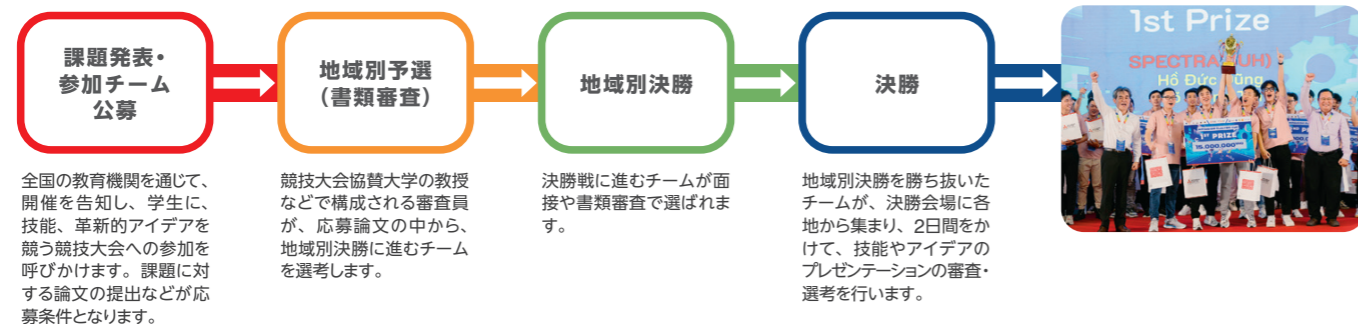 課題発表・
参加チーム
公募
地域別予選
(書類審査)
地域別決勝
決勝
全国の教育機関を通じて、
開催を告知し、学生に、
技能、革新的アイデアを
競う競技大会への参加を
呼びかけます。課題に対
する論文の提出などが応
募条件となります。
競技大会協賛大学の教授
などで構成される審査員
が、応募論文の中から、
地域別決勝に進むチーム
を選考します。
決勝戦に進むチームが面
接や書類審査で選ばれま
す。
地域別決勝を勝ち抜いた
チームが、決勝会場に各
地から集まり、2日間をか
けて、技能やアイデアの
プレゼンテーションの審査・
選考を行います。
1st Prize
SPECTRA UH)
Hồ Đức
1ST PRIZE
15.000.000